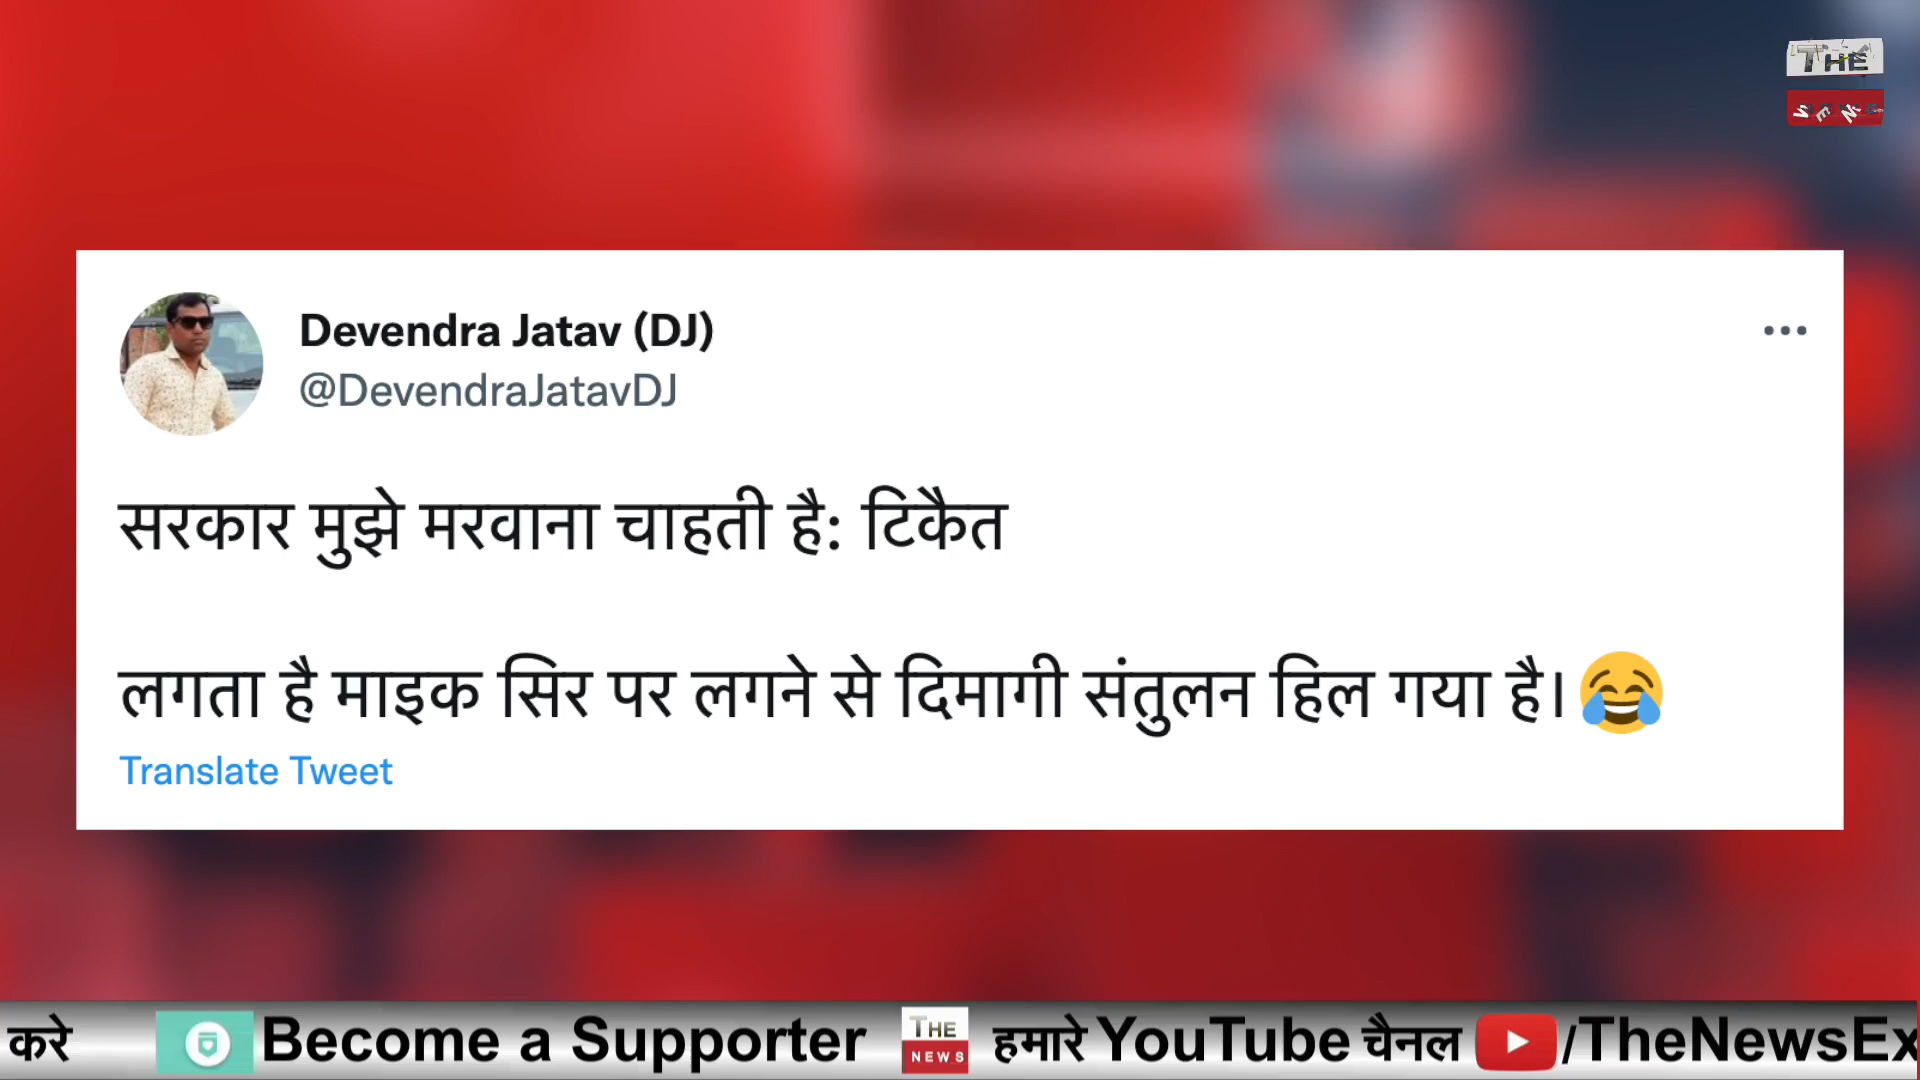 THE
NEWS
Devendra Jatav (DJ)
@DevendraJatavDJ
सरकार मुझे मरवाना चाहती है: टिकैत
लगता है माइक सिर पर लगने से दिमागी संतुलन हिल गया है।😂
Translate Tweet
करे Become a Supporter THE NEWS हमारे YouTube चैनल /TheNewsEx